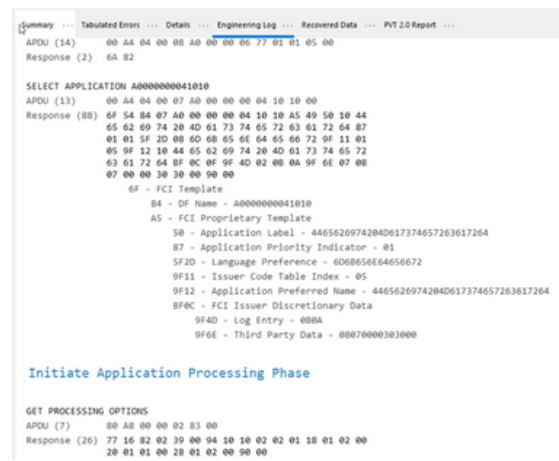 Summary ... Tabulated Errors ... Details ... Engineering Log ... Recovered Data ... PVT 2.0 Report ...
APDU (14) 00 A4 04 00 08 A0 00 00 06 77 01 01 05 00
Response (2) 6A 82
SELECT APPLICATION A0000000041010
APDU (13) 00 A4 04 00 07 A0 00 00 00 04 10 10 00
Response (88) 6F 54 84 07 A0 00 00 00 04 10 10 A5 49 50 10 44
65 62 69 74 20 4D 61 73 74 65 72 63 61 72 64 87
01 01 5F 2D 08 6D 6B 65 6E 64 65 66 72 9F 11 01
05 9F 12 10 44 65 62 69 74 20 4D 61 73 74 65 72
63 61 72 64 BF 0C 0F 9F 4D 02 0B 0A 9F 6E 07 08
07 00 00 30 30 00 90 00
6F - FCI Template
84 - DF Name - A0000000041010
A5 - FCI Proprietary Template
50 - Application Label - 4465626974204D617374657263617264
87 - Application Priority Indicator - 01
5F2D - Language Preference - 6D6B656E64656672
9F11 - Issuer Code Table Index - 05
9F12 - Application Preferred Name - 4465626974204D617374657263617264
BF0C - FCI Issuer Discretionary Data
9F4D - Log Entry - 0B0A
9F6E - Third Party Data - 08070000303000
Initiate Application Processing Phase
GET PROCESSING OPTIONS
APDU (7) 80 A8 00 00 02 83 00
Response (26) 77 16 82 02 39 00 94 10 10 02 02 01 18 01 02 00
20 01 01 00 28 01 02 00 90 00